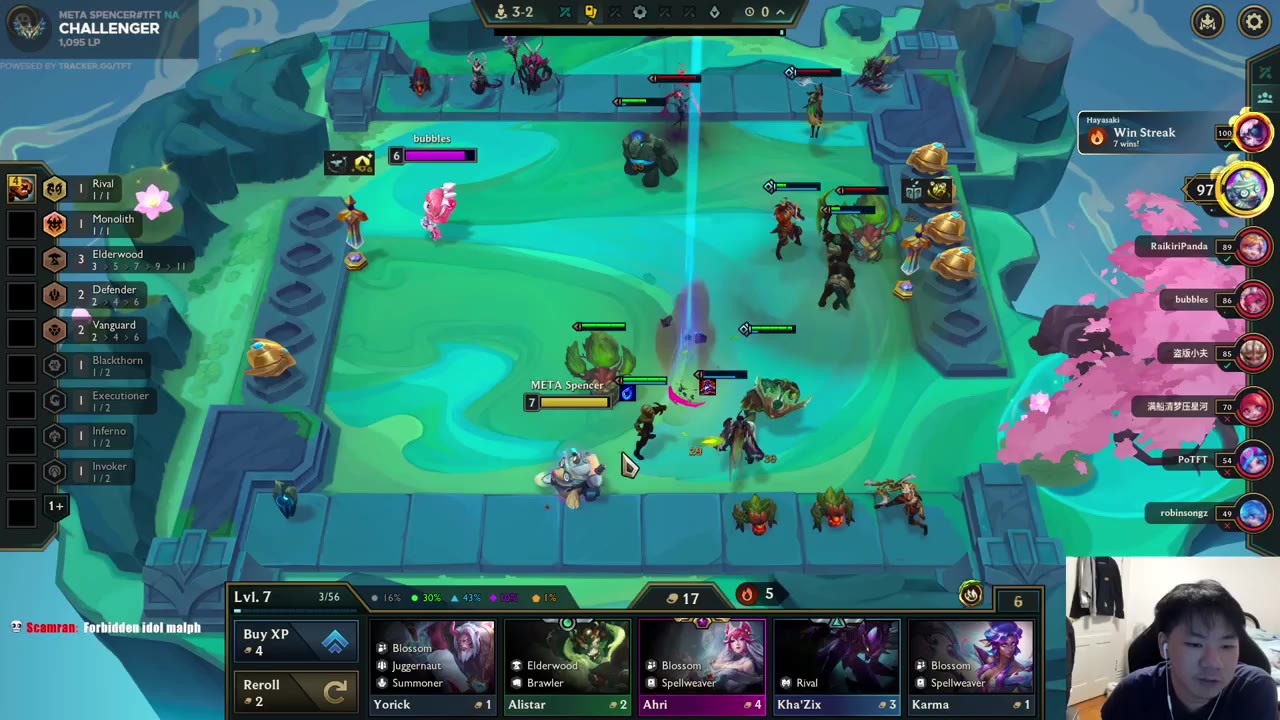 META SPENCER#TFT NA
CHALLENGER
1,095 LP
POWERED BY TRACKER.GG/TFT
3-2
0
Hayasaki
Win Streak
7 wins!
100
97
RaikiriPanda 89
bubbles 86
盗版小夫 85
满船清梦压星河 70
PoTFT 54
robinsongz 49
1 Rival
1 / 1
1 Monolith
1 / 1
3 Elderwood
3 > 5 > 7 > 9 > 11
2 Defender
2 > 4 > 6
2 Vanguard
2 > 4 > 6
1 Blackthorn
1 / 2
1 Executioner
1 / 2
1 Inferno
1 / 2
1 Invoker
1 / 2
1+
bubbles
6
META Spencer
7
Scamran: Forbidden idol malph
Lvl. 7 3/56
16% 30% 43% 10% 1%
17
5
6
Buy XP
4
Reroll
2
Blossom
Juggernaut
Summoner
Yorick 1
Elderwood
Brawler
Alistar 2
Blossom
Spellweaver
Ahri 4
Rival
Kha'Zix 3
Blossom
Spellweaver
Karma 1